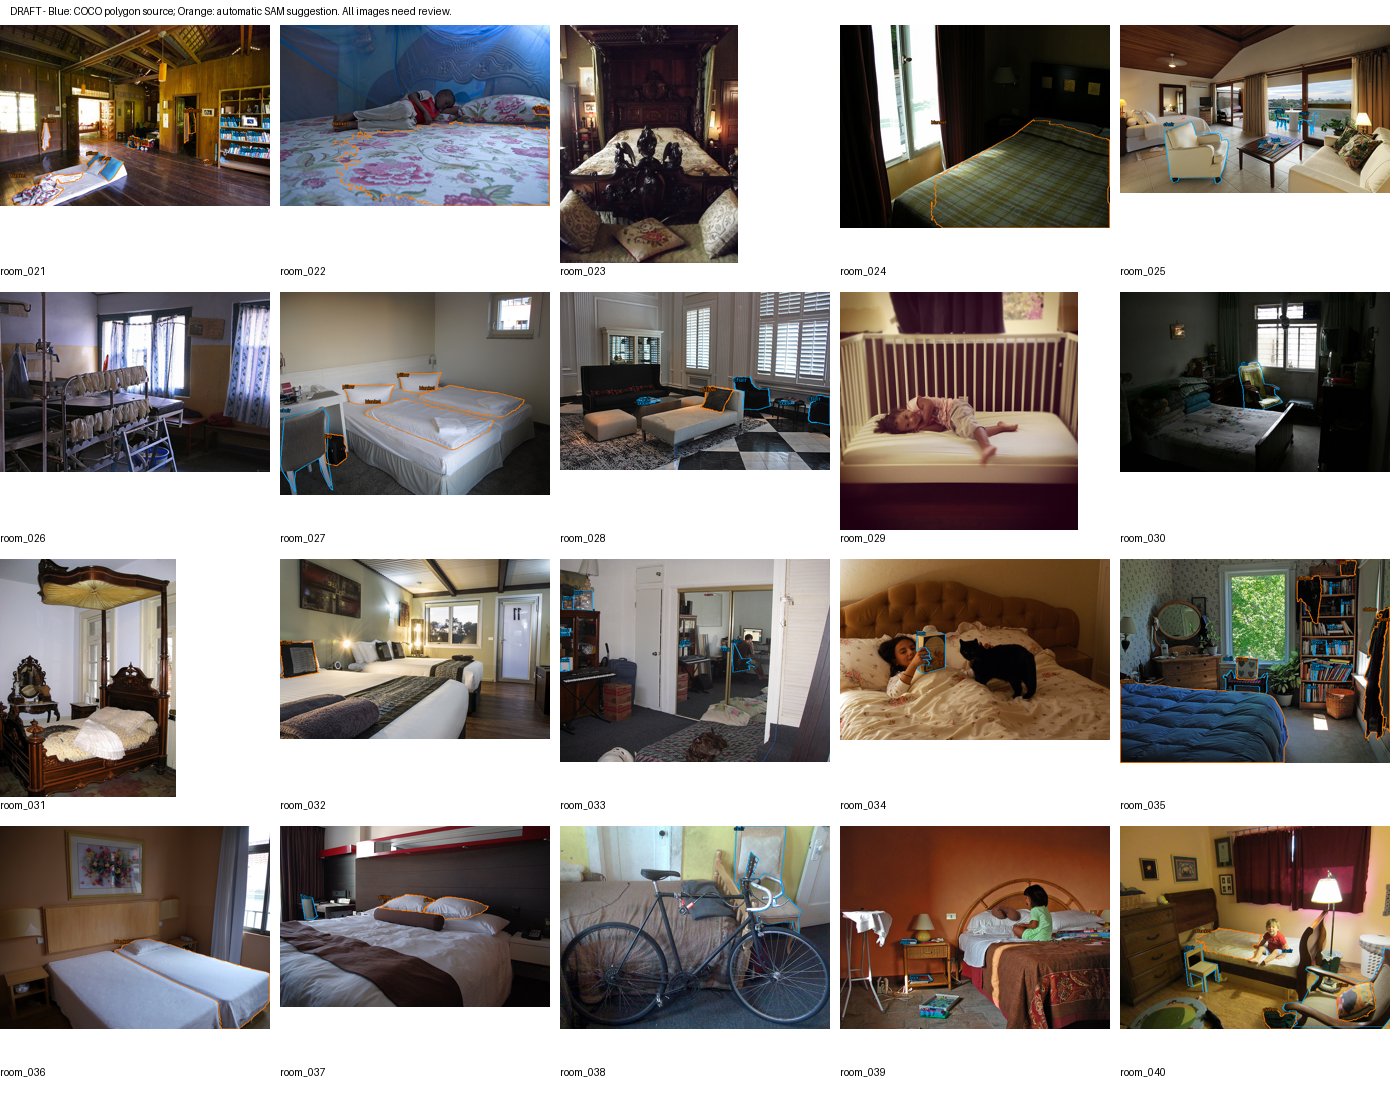 DRAFT - Blue: COCO polygon source; Orange: automatic SAM suggestion. All images need review.
room_021 room_022 room_023 room_024 room_025
room_026 room_027 room_028 room_029 room_030
room_031 room_032 room_033 room_034 room_035
room_036 room_037 room_038 room_039 room_040